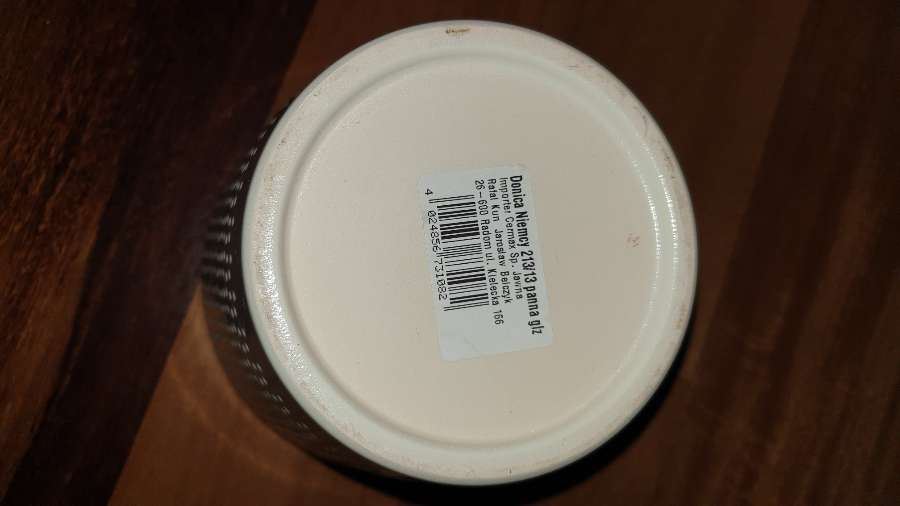 Donica Niemcy 213/13 panna glz
Importer Cermax Sp. Jawna
Rafał Kun Jarosław Bejczyk
26-600 Radom ul. Kielecka 166
4 024856 731082